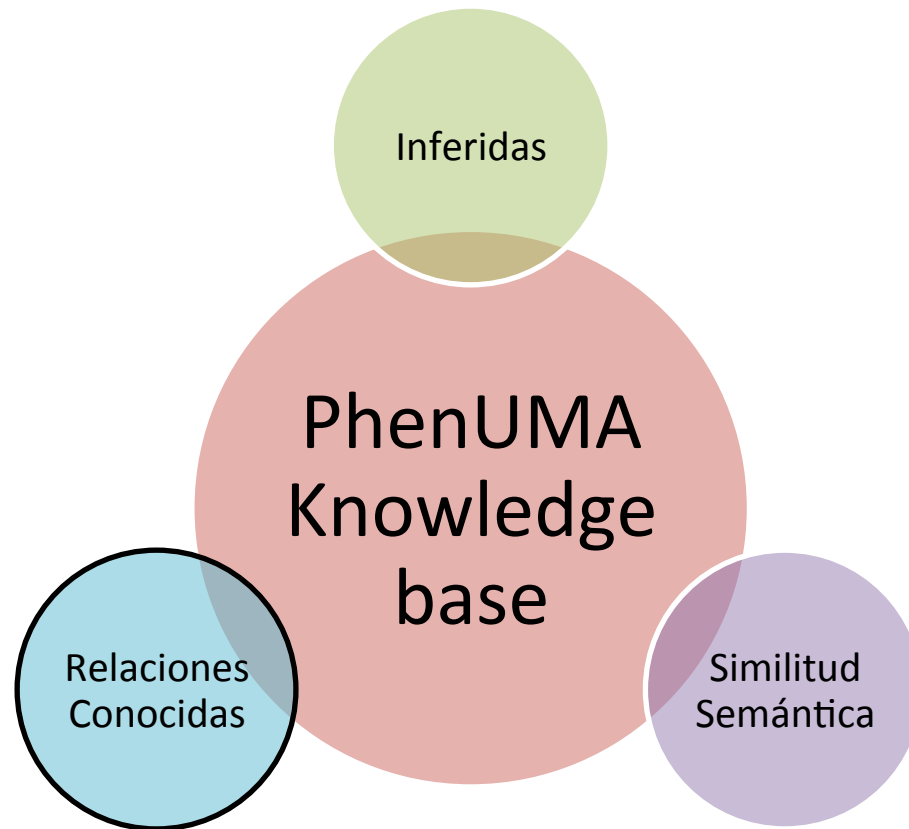 Inferidas
PhenUMA
Knowledge
base
Relaciones
Conocidas
Similitud
Semántica